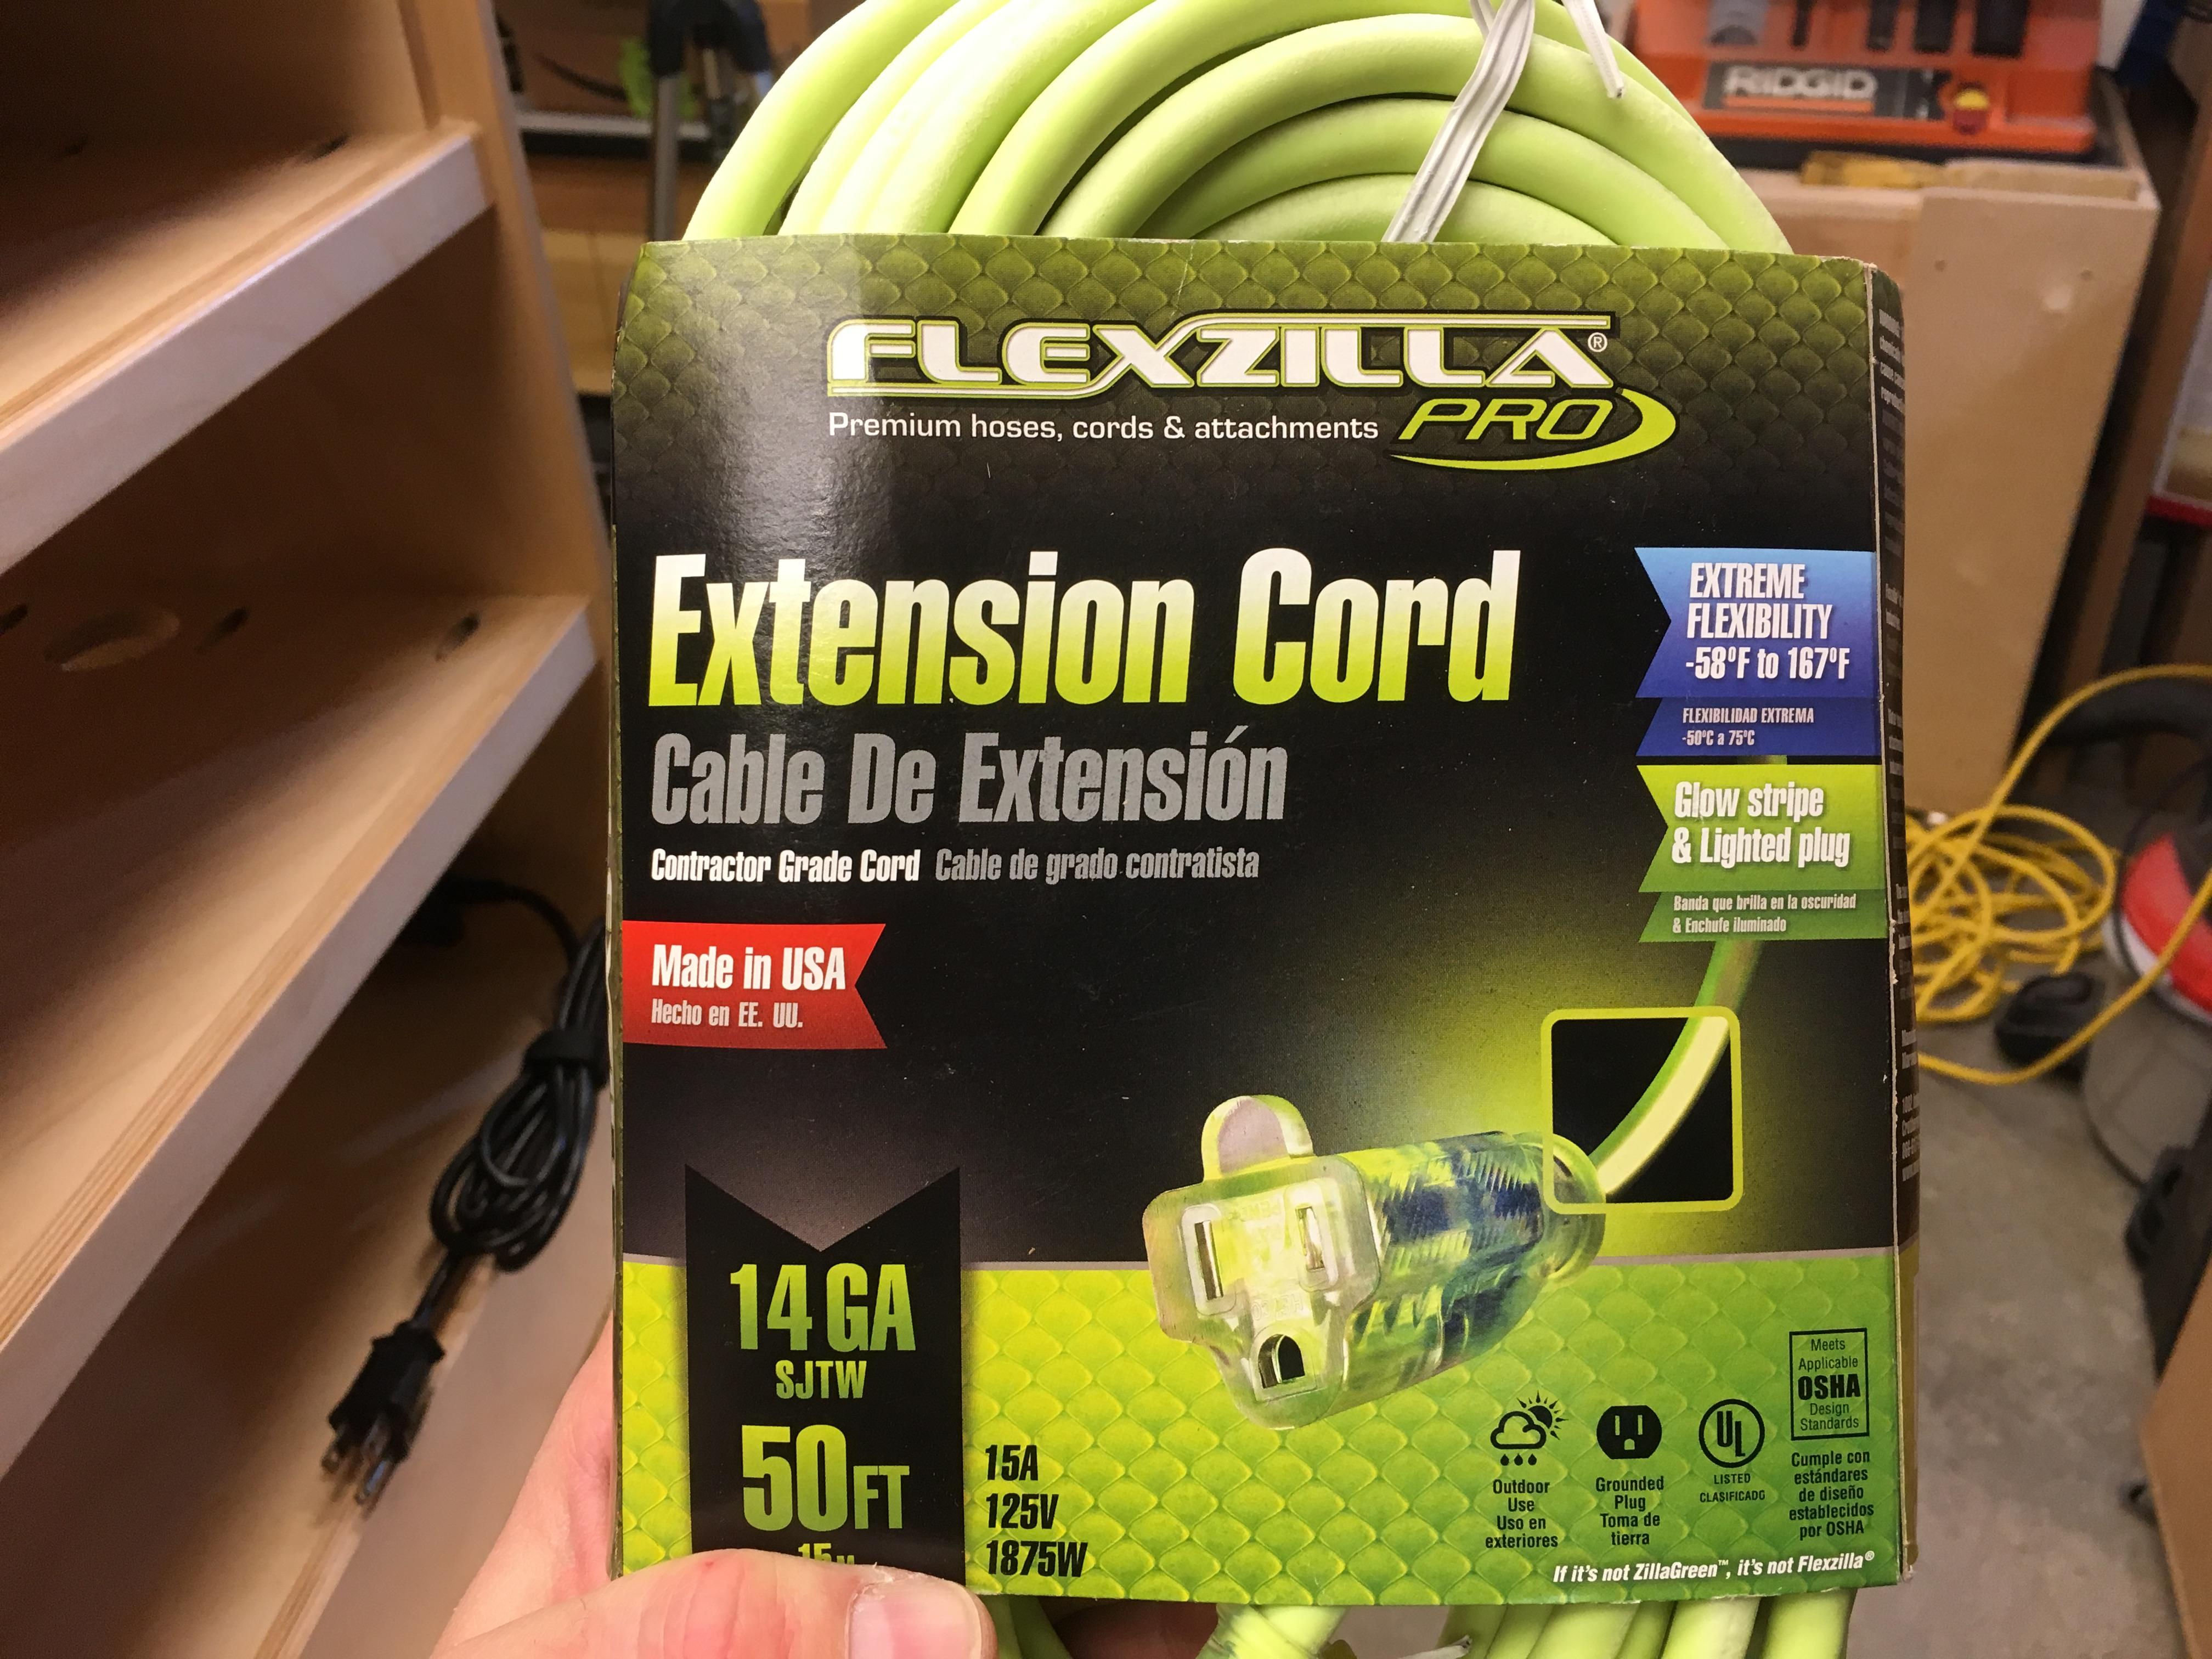 RIDGID
FLEXZILLA®
PRO
Premium hoses, cords & attachments
Extension Cord
Cable De Extensión
Contractor Grade Cord Cable de grado contratista
EXTREME
FLEXIBILITY
-58°F to 167°F
FLEXIBILIDAD EXTREMA
-50°C a 75°C
Glow stripe
& Lighted plug
Banda que brilla en la oscuridad
& Enchufe iluminado
Made in USA
Hecho en EE. UU.
14 GA
SJTW
50 FT
15A
125V
1875W
Outdoor
Use
Uso en
exteriores
Grounded
Plug
Toma de
tierra
UL
LISTED
CLASIFICADO
Meets
Applicable
OSHA
Design
Standards
Cumple con
estándares
de diseño
establecidos
por OSHA
If it's not ZillaGreen™, it's not Flexzilla®